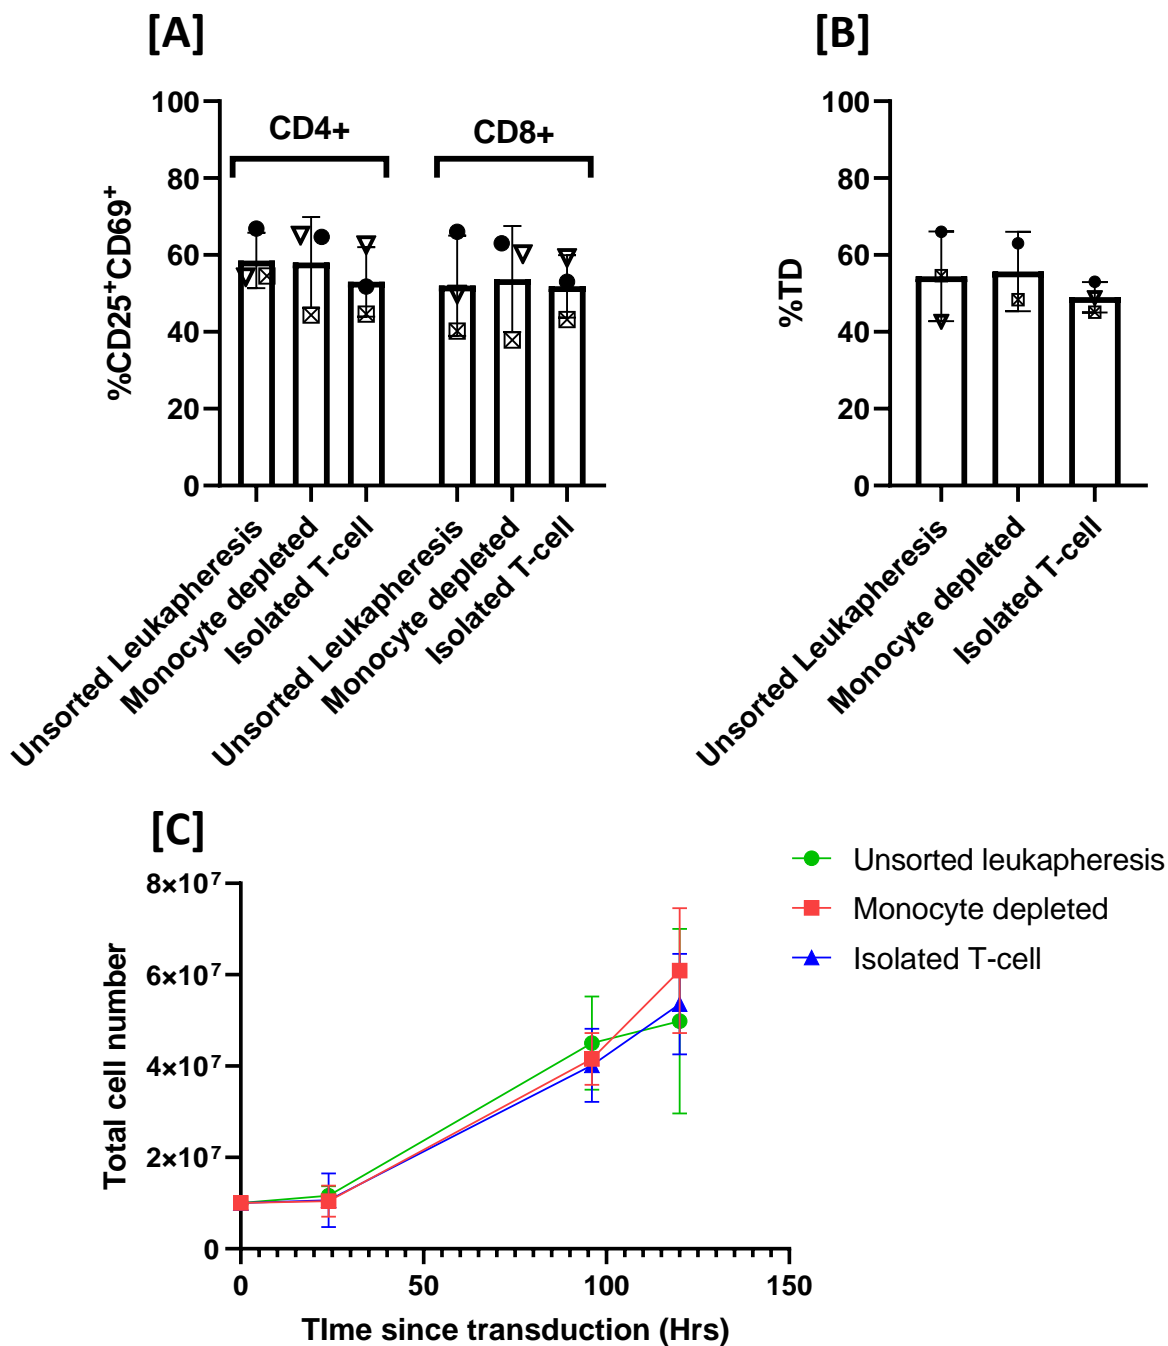 [A]
[B]
100
80
60
40
20
0
%CD25⁺CD69⁺
CD4+
CD8+
Unsorted Leukapheresis
Monocyte depleted
Isolated T-cell
Unsorted Leukapheresis
Monocyte depleted
Isolated T-cell
100
80
60
40
20
0
%TD
Unsorted Leukapheresis
Monocyte depleted
Isolated T-cell
[C]
8×10⁷
6×10⁷
4×10⁷
2×10⁷
0
Total cell number
0
50
100
150
TIme since transduction (Hrs)
Unsorted leukapheresis
Monocyte depleted
Isolated T-cell